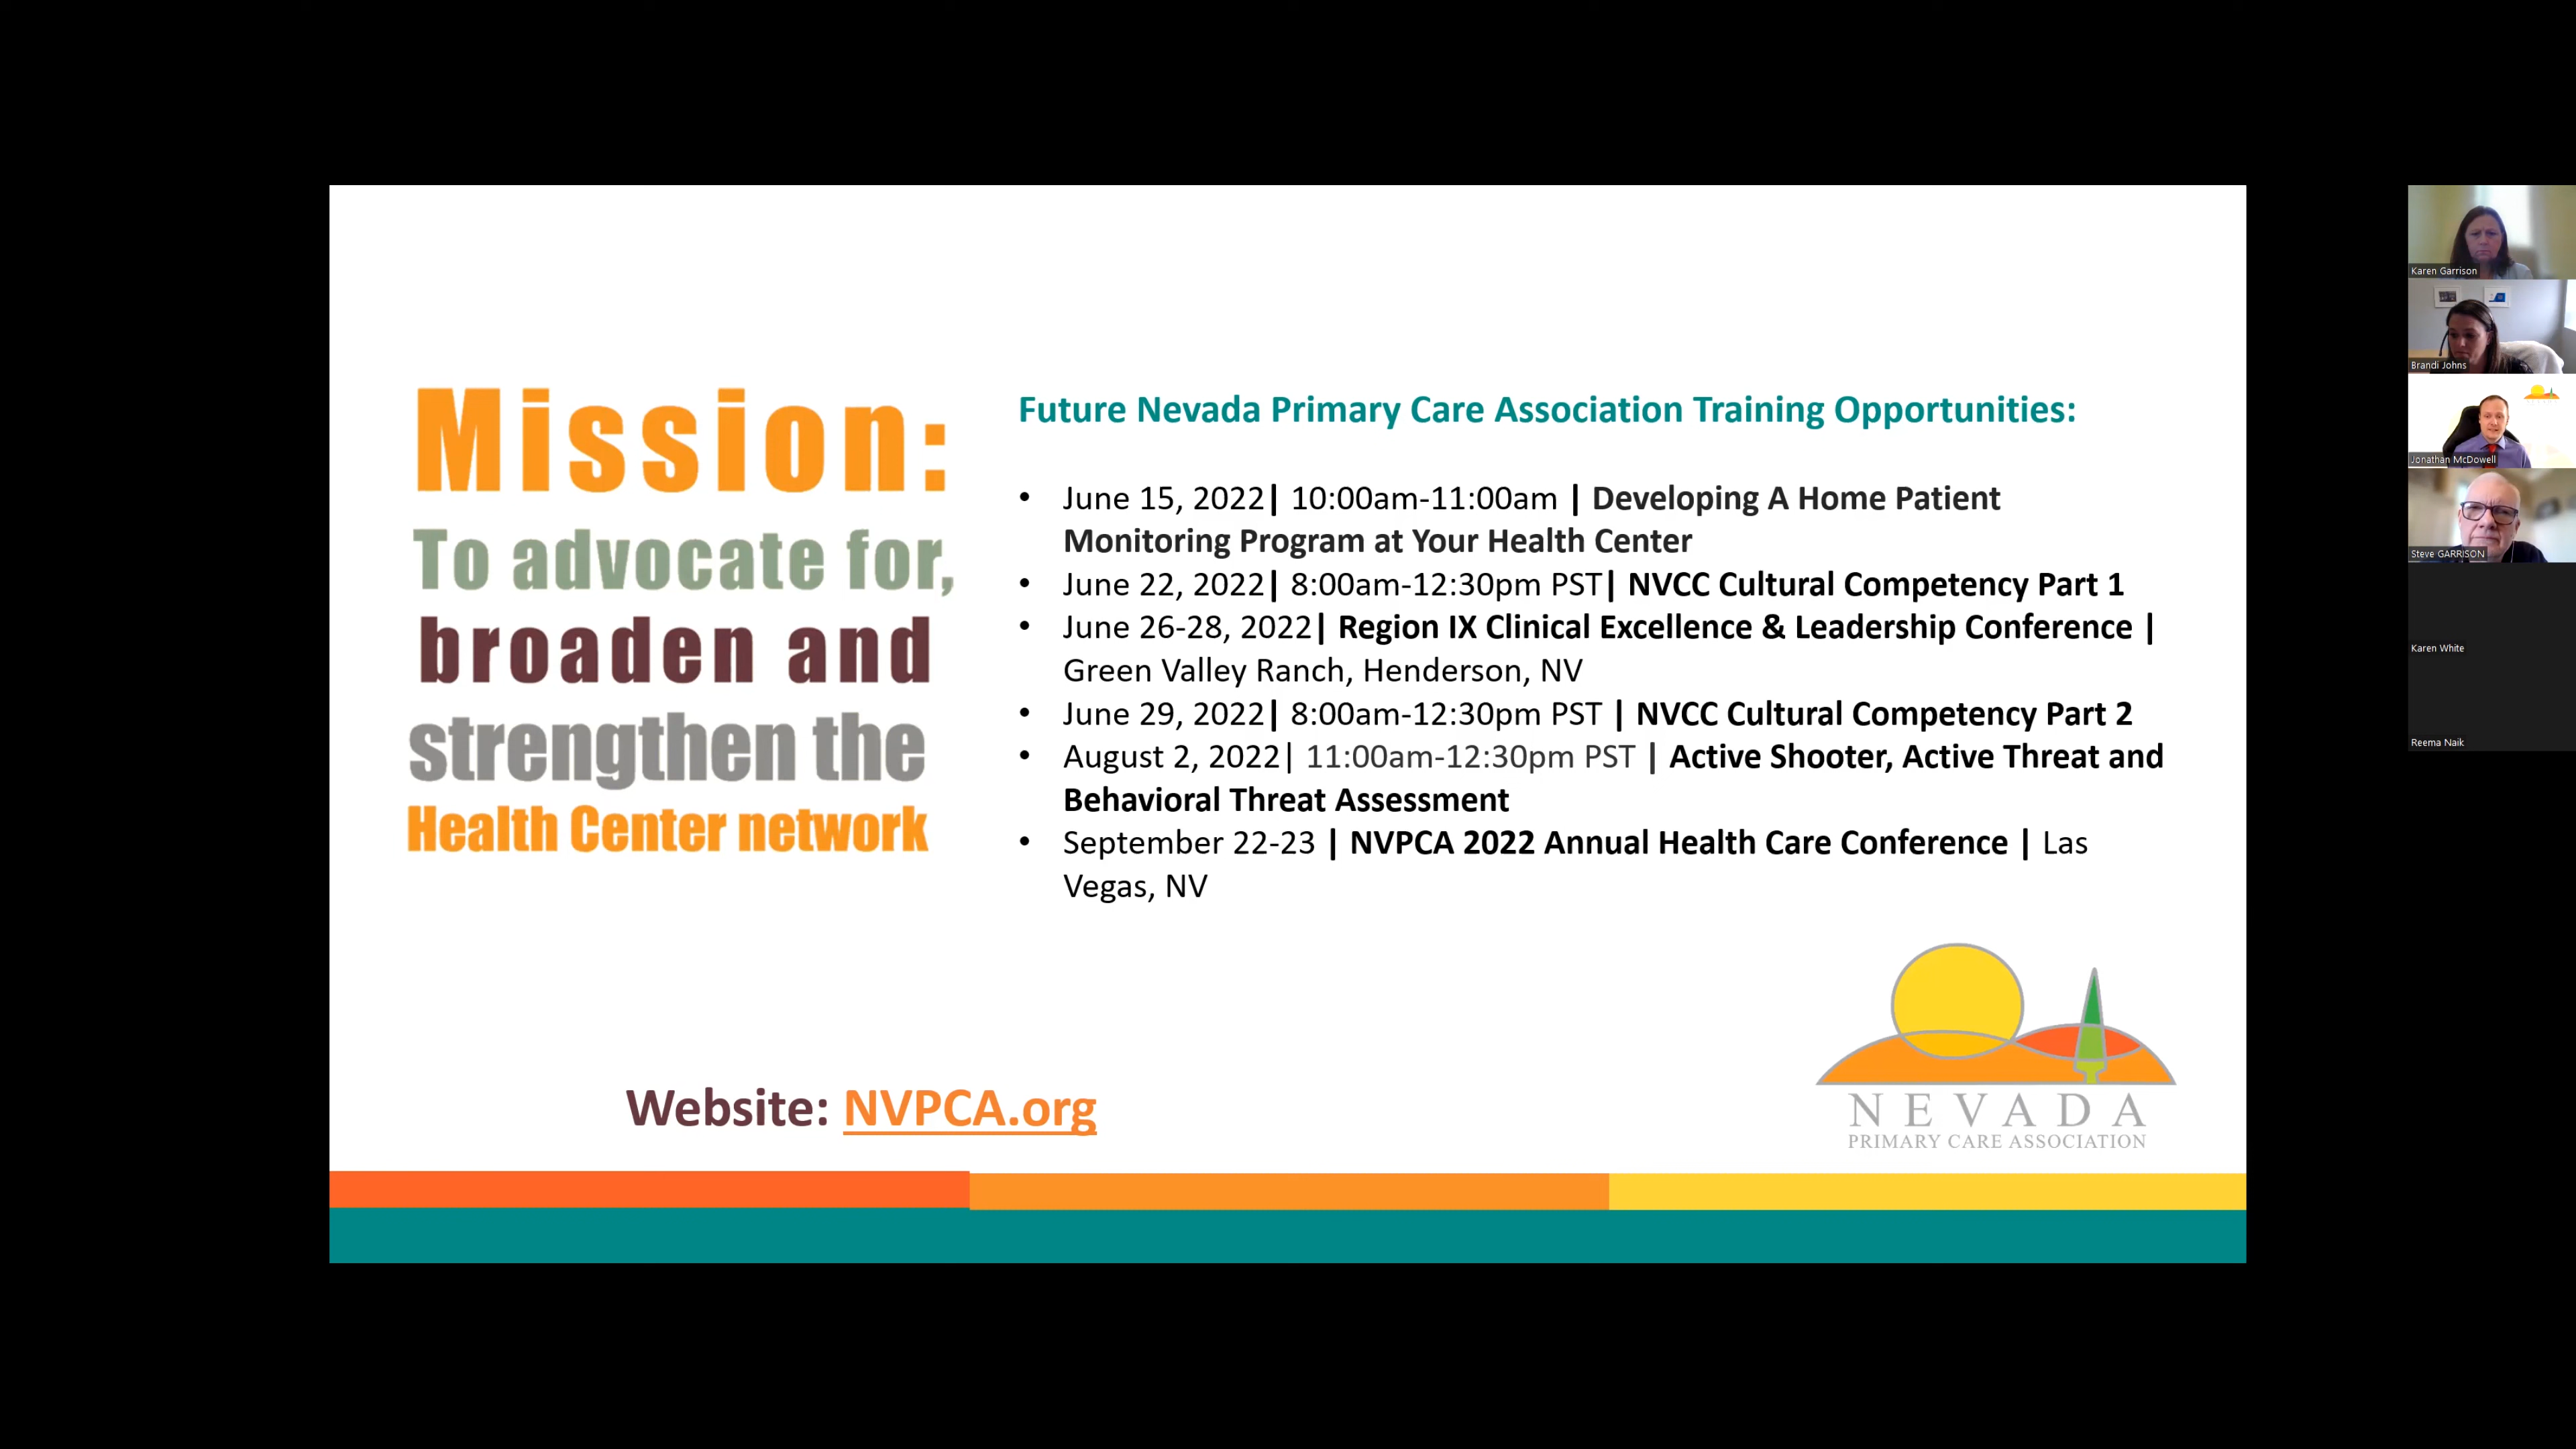 Mission:
To advocate for,
broaden and
strengthen the
Health Center network
Future Nevada Primary Care Association Training Opportunities:
• June 15, 2022| 10:00am-11:00am | Developing A Home Patient
Monitoring Program at Your Health Center
• June 22, 2022| 8:00am-12:30pm PST| NVCC Cultural Competency Part 1
• June 26-28, 2022| Region IX Clinical Excellence & Leadership Conference |
Green Valley Ranch, Henderson, NV
• June 29, 2022| 8:00am-12:30pm PST | NVCC Cultural Competency Part 2
• August 2, 2022| 11:00am-12:30pm PST | Active Shooter, Active Threat and
Behavioral Threat Assessment
• September 22-23 | NVPCA 2022 Annual Health Care Conference | Las
Vegas, NV
Website: NVPCA.org
NEVADA
PRIMARY CARE ASSOCIATION
Karen Garrison
Brandi Johns
Jonathan McDowell
Steve GARRISON
Karen White
Reema Naik